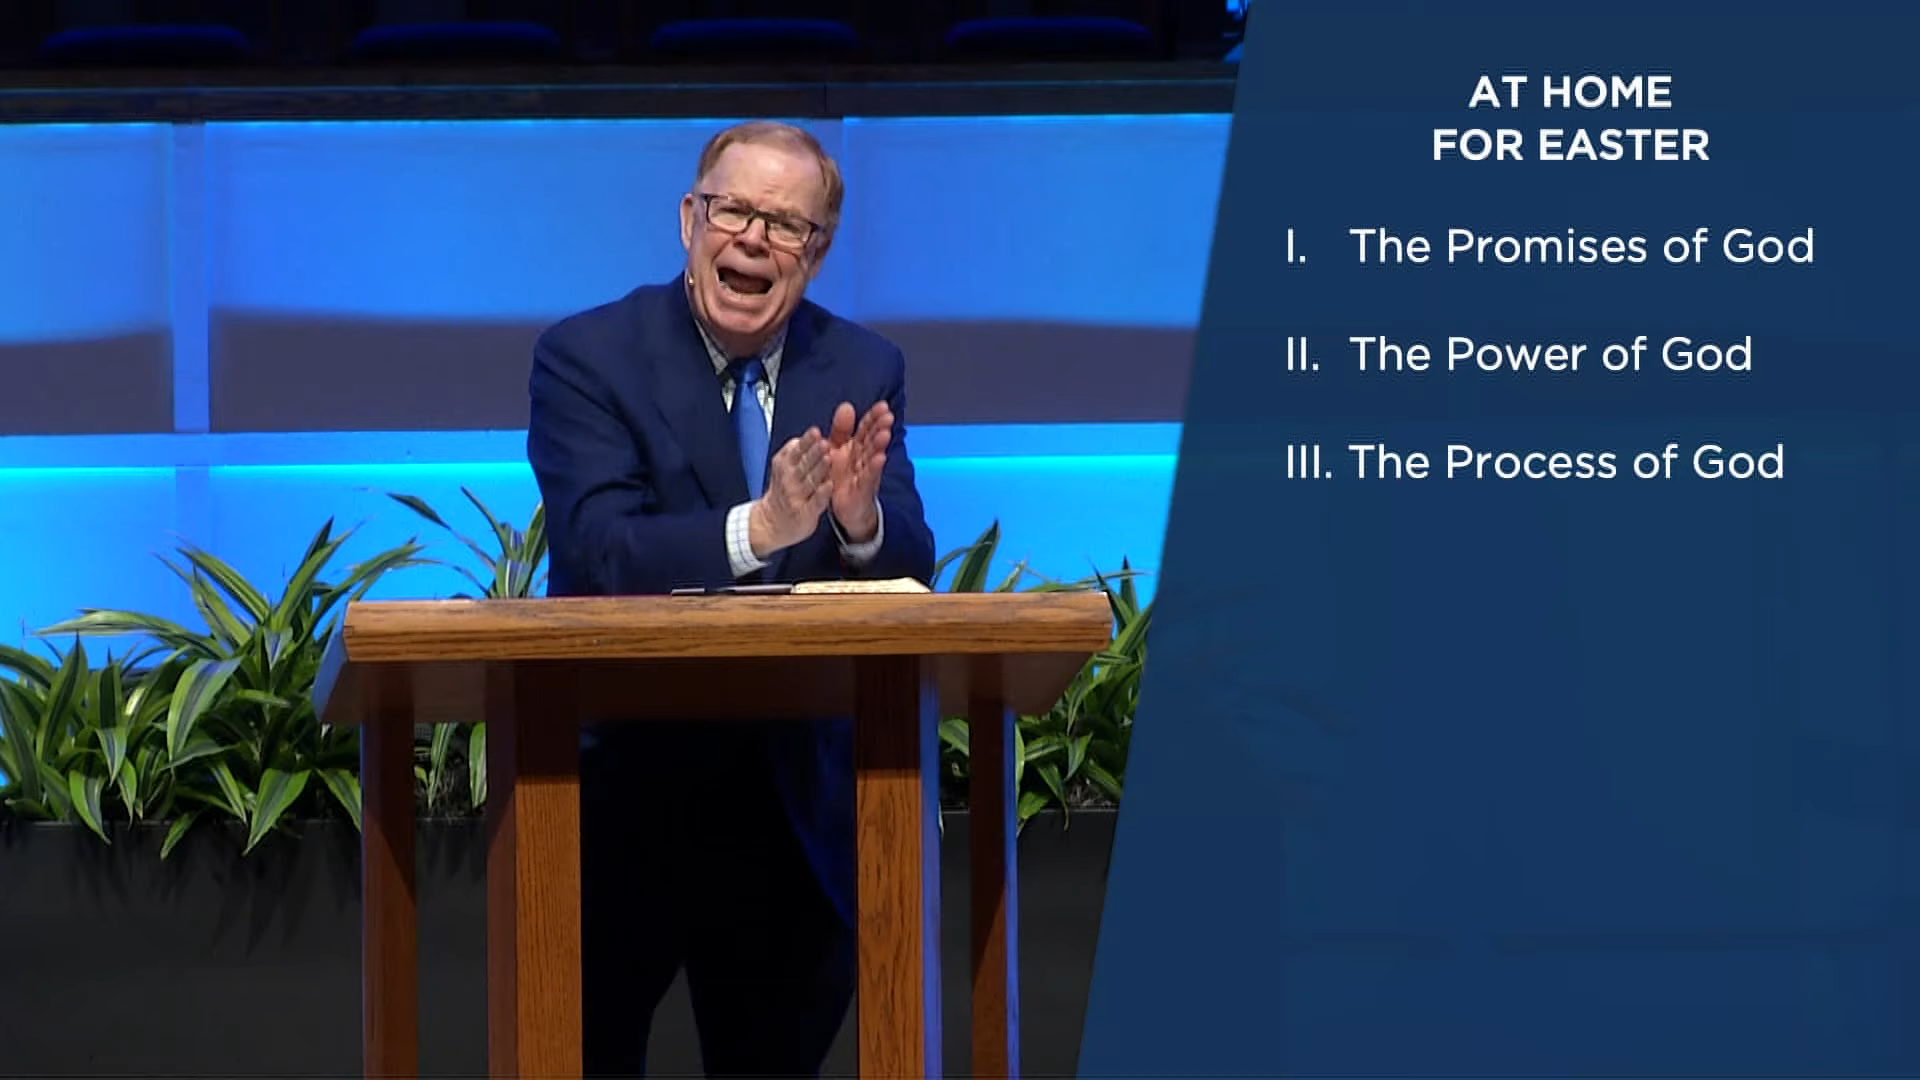 AT HOME
FOR EASTER
I. The Promises of God
II. The Power of God
III. The Process of God